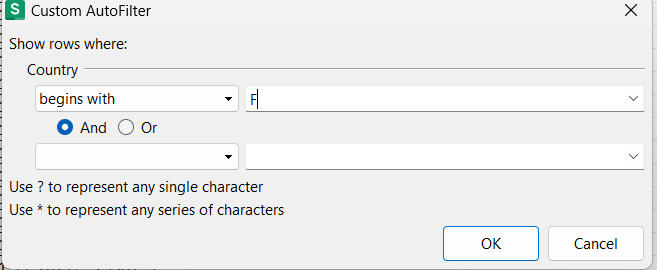 S Custom AutoFilter
Show rows where:
Country
begins with F
And Or
Use ? to represent any single character
Use * to represent any series of characters
OK Cancel